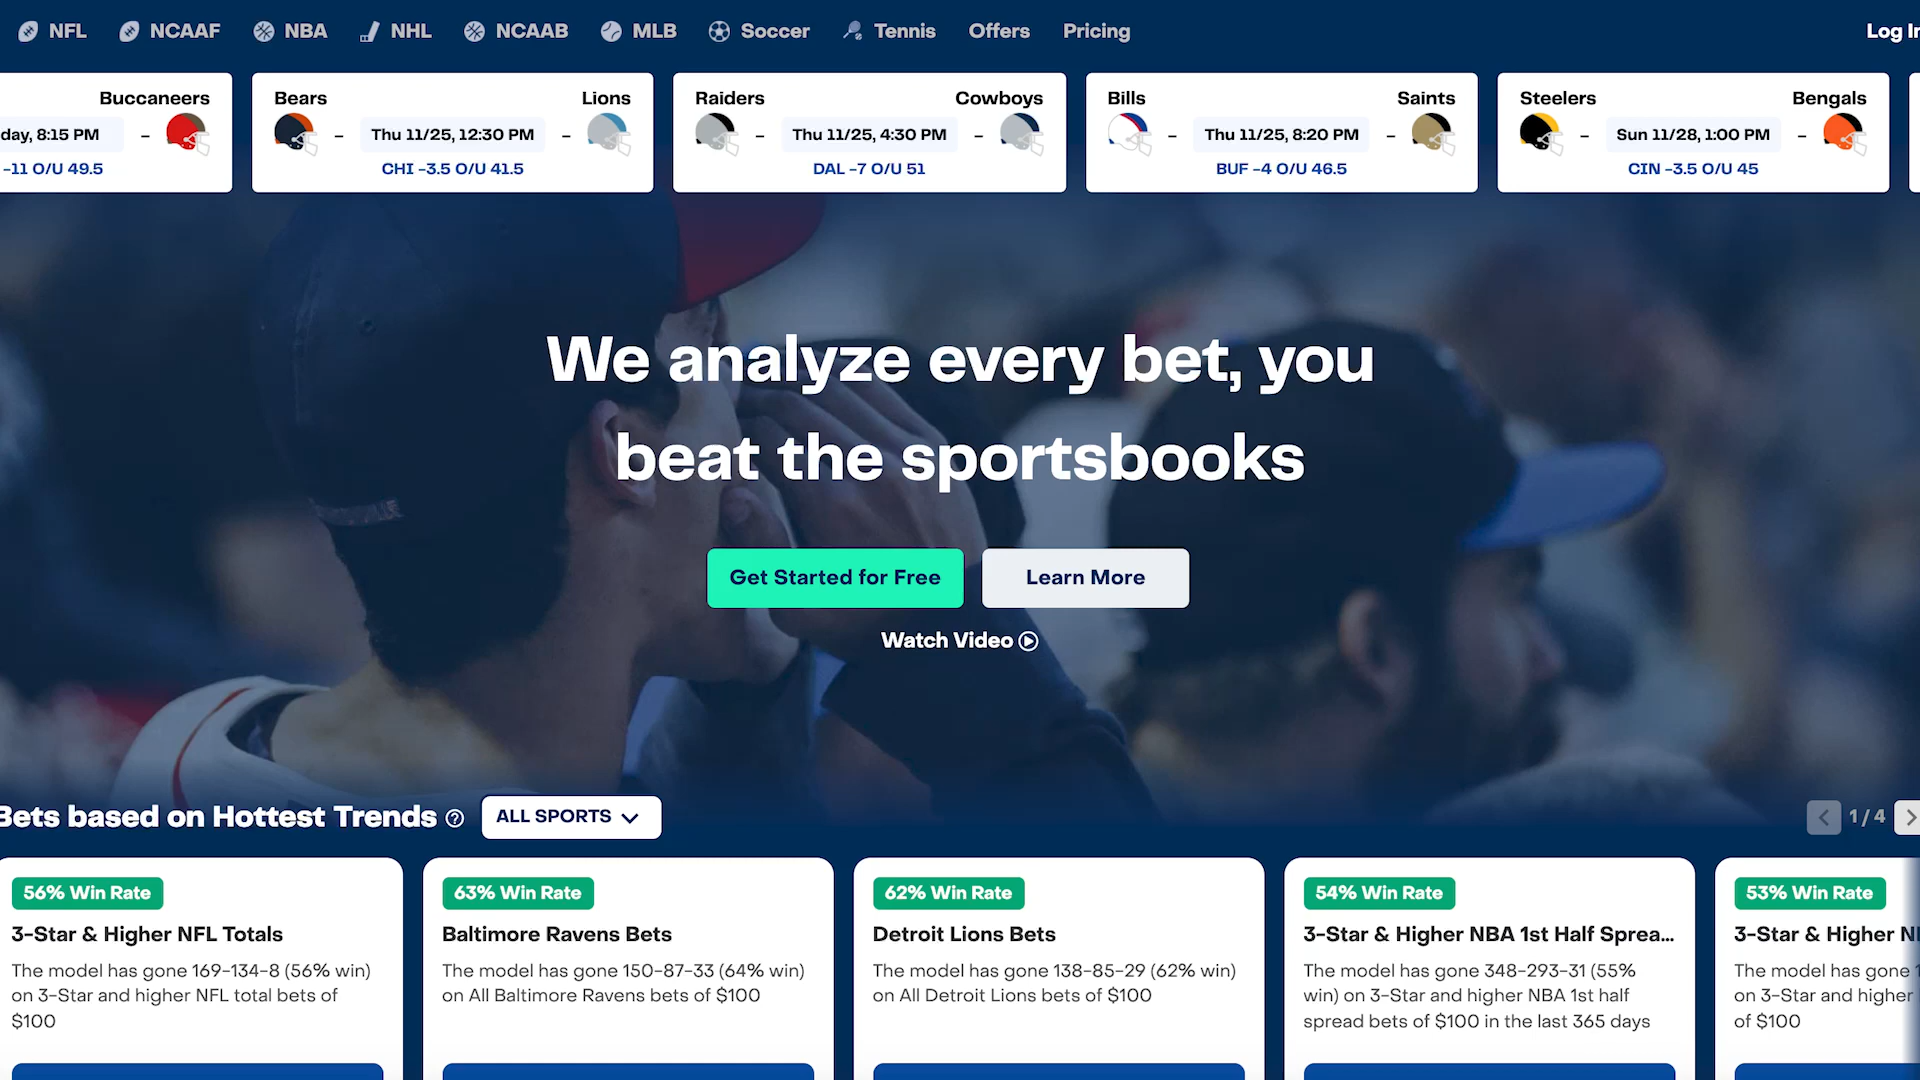 NFL NCAAF NBA NHL NCAAB MLB Soccer Tennis Offers Pricing Log In
Buccaneers
day, 8:15 PM –
-11 O/U 49.5
Bears Lions
– Thu 11/25, 12:30 PM –
CHI -3.5 O/U 41.5
Raiders Cowboys
– Thu 11/25, 4:30 PM –
DAL -7 O/U 51
Bills Saints
– Thu 11/25, 8:20 PM –
BUF -4 O/U 46.5
Steelers Bengals
– Sun 11/28, 1:00 PM –
CIN -3.5 O/U 45
We analyze every bet, you
beat the sportsbooks
Get Started for Free Learn More
Watch Video
Bets based on Hottest Trends ? ALL SPORTS 1 / 4
56% Win Rate
3-Star & Higher NFL Totals
The model has gone 169-134-8 (56% win)
on 3-Star and higher NFL total bets of
$100
63% Win Rate
Baltimore Ravens Bets
The model has gone 150-87-33 (64% win)
on All Baltimore Ravens bets of $100
62% Win Rate
Detroit Lions Bets
The model has gone 138-85-29 (62% win)
on All Detroit Lions bets of $100
54% Win Rate
3-Star & Higher NBA 1st Half Sprea...
The model has gone 348-293-31 (55%
win) on 3-Star and higher NBA 1st half
spread bets of $100 in the last 365 days
53% Win Rate
3-Star & Higher
The model has gone
on 3-Star and higher
of $100